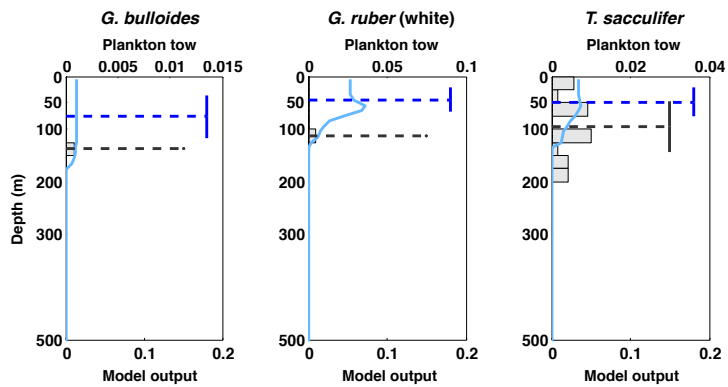 G. bulloides G. ruber (white) T. sacculifer
Plankton tow Plankton tow Plankton tow
0 0.005 0.01 0.015 0 0.05 0.1 0 0.02 0.04
0 0 0
50 50 50
100 100 100
150 150 150
200 200 200
300 300 300
500 500 500
Depth (m)
0 0.1 0.2 0 0.1 0.2 0 0.1 0.2
Model output Model output Model output